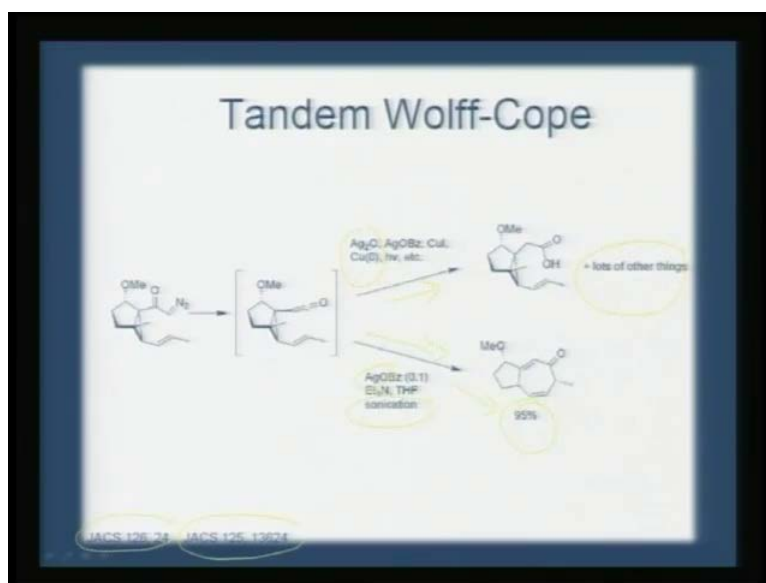 Tandem Wolff-Cope
Ag₂O, AgOBz, CuI,
Cu(0), hν, etc.
OMe
O
OH
+ lots of other things
OMe
O
N₂
OMe
O
AgOBz (0.1)
Et₃N, THF
sonication
MeO
O
95%
JACS 126, 24 JACS 125, 13624